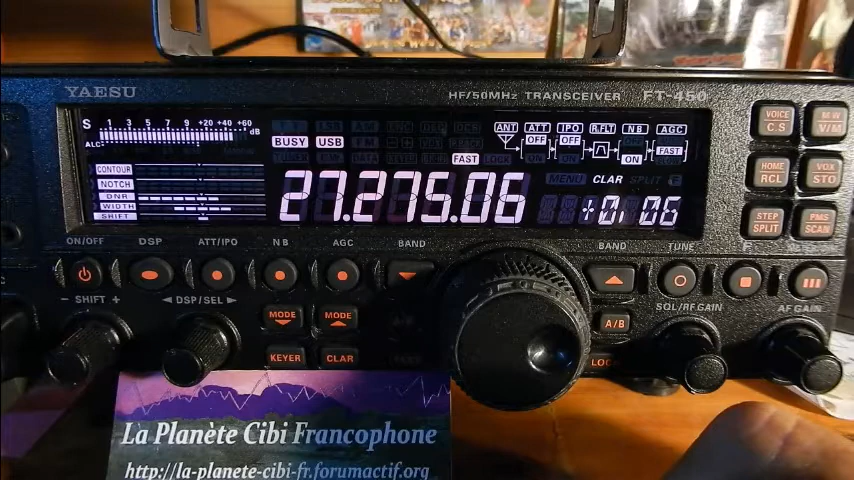 YAESU
HF/50MHz TRANSCEIVER FT-450
S 1 3 5 7 9 +20 +40 +60 dB
ALC
BUSY USB
FAST LOCK
ANT ATT IPO R.FLT NB AGC
OFF OFF
ON ON ON FAST
CONTOUR
NOTCH
DNR
WIDTH
SHIFT
MENU CLAR SPLIT
27.275.06 +0.06
VOICE C.S
M/W V/M
HOME RCL
VOX STO
STEP SPLIT
PMS SCAN
ON/OFF DSP ATT/IPO NB AGC BAND BAND TUNE F
− SHIFT + ◄DSP/SEL► MODE MODE A/B SQL/RF GAIN AF GAIN
KEYER CLAR LOCK
La Planète Cibi Francophone
http://la-planete-cibi-fr.forumactif.org